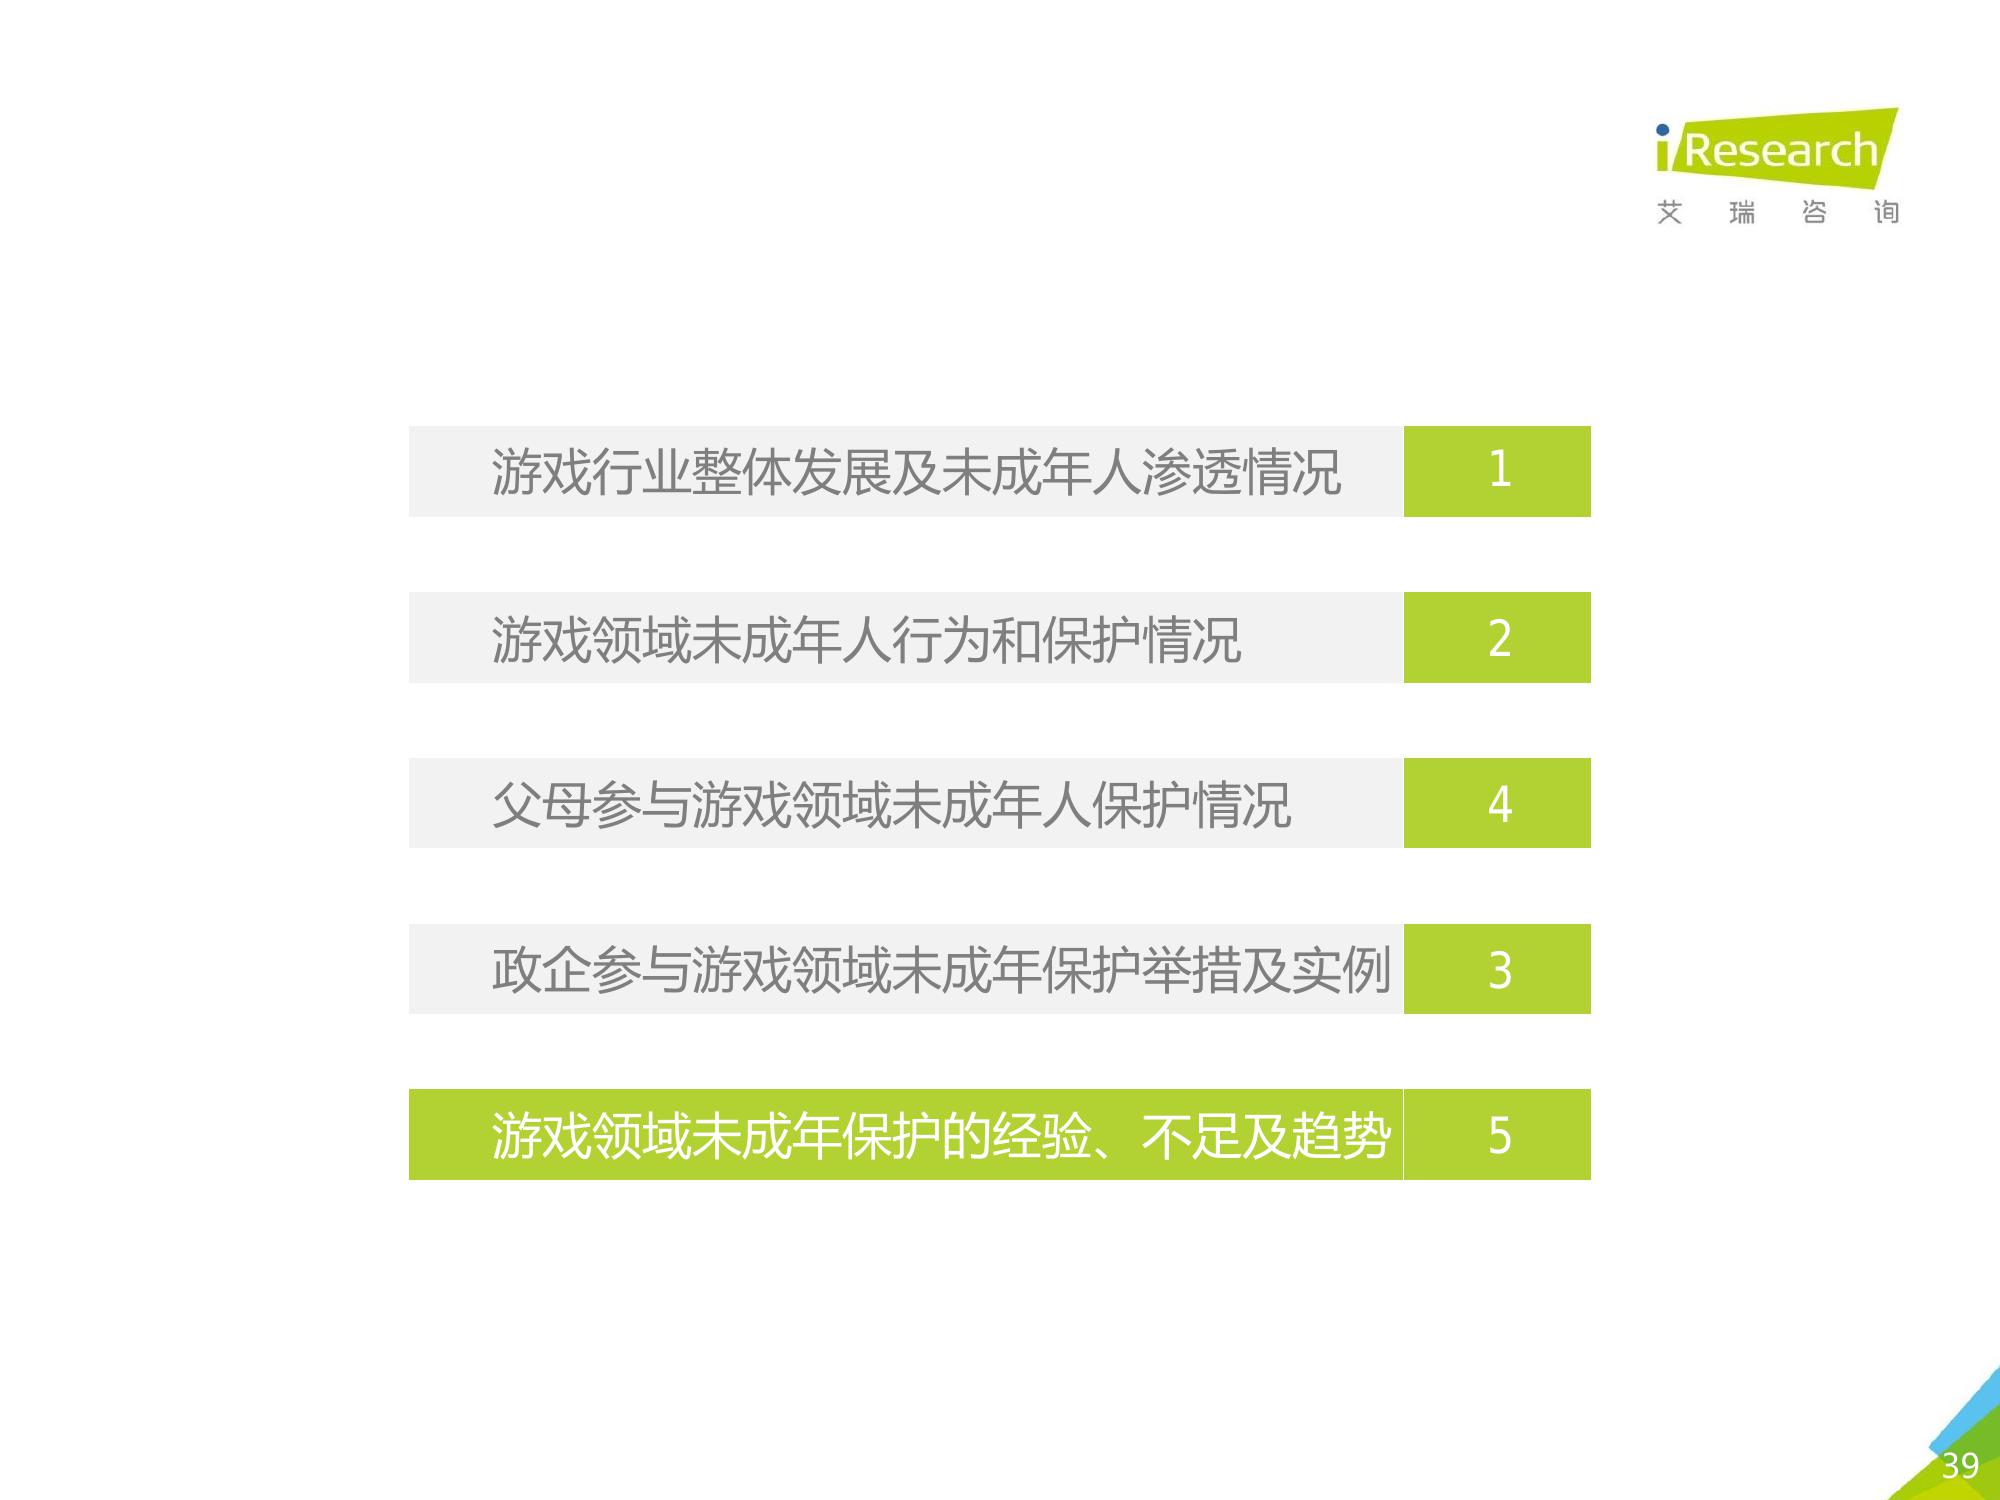 iResearch
艾瑞咨询
游戏行业整体发展及未成年人渗透情况 1
游戏领域未成年人行为和保护情况 2
父母参与游戏领域未成年人保护情况 4
政企参与游戏领域未成年保护举措及实例 3
游戏领域未成年保护的经验、不足及趋势 5
39